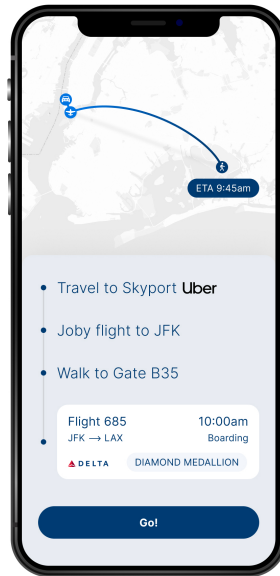 ETA 9:45am
Travel to Skyport Uber
Joby flight to JFK
Walk to Gate B35
Flight 685 10:00am
JFK → LAX Boarding
DELTA DIAMOND MEDALLION
Go!